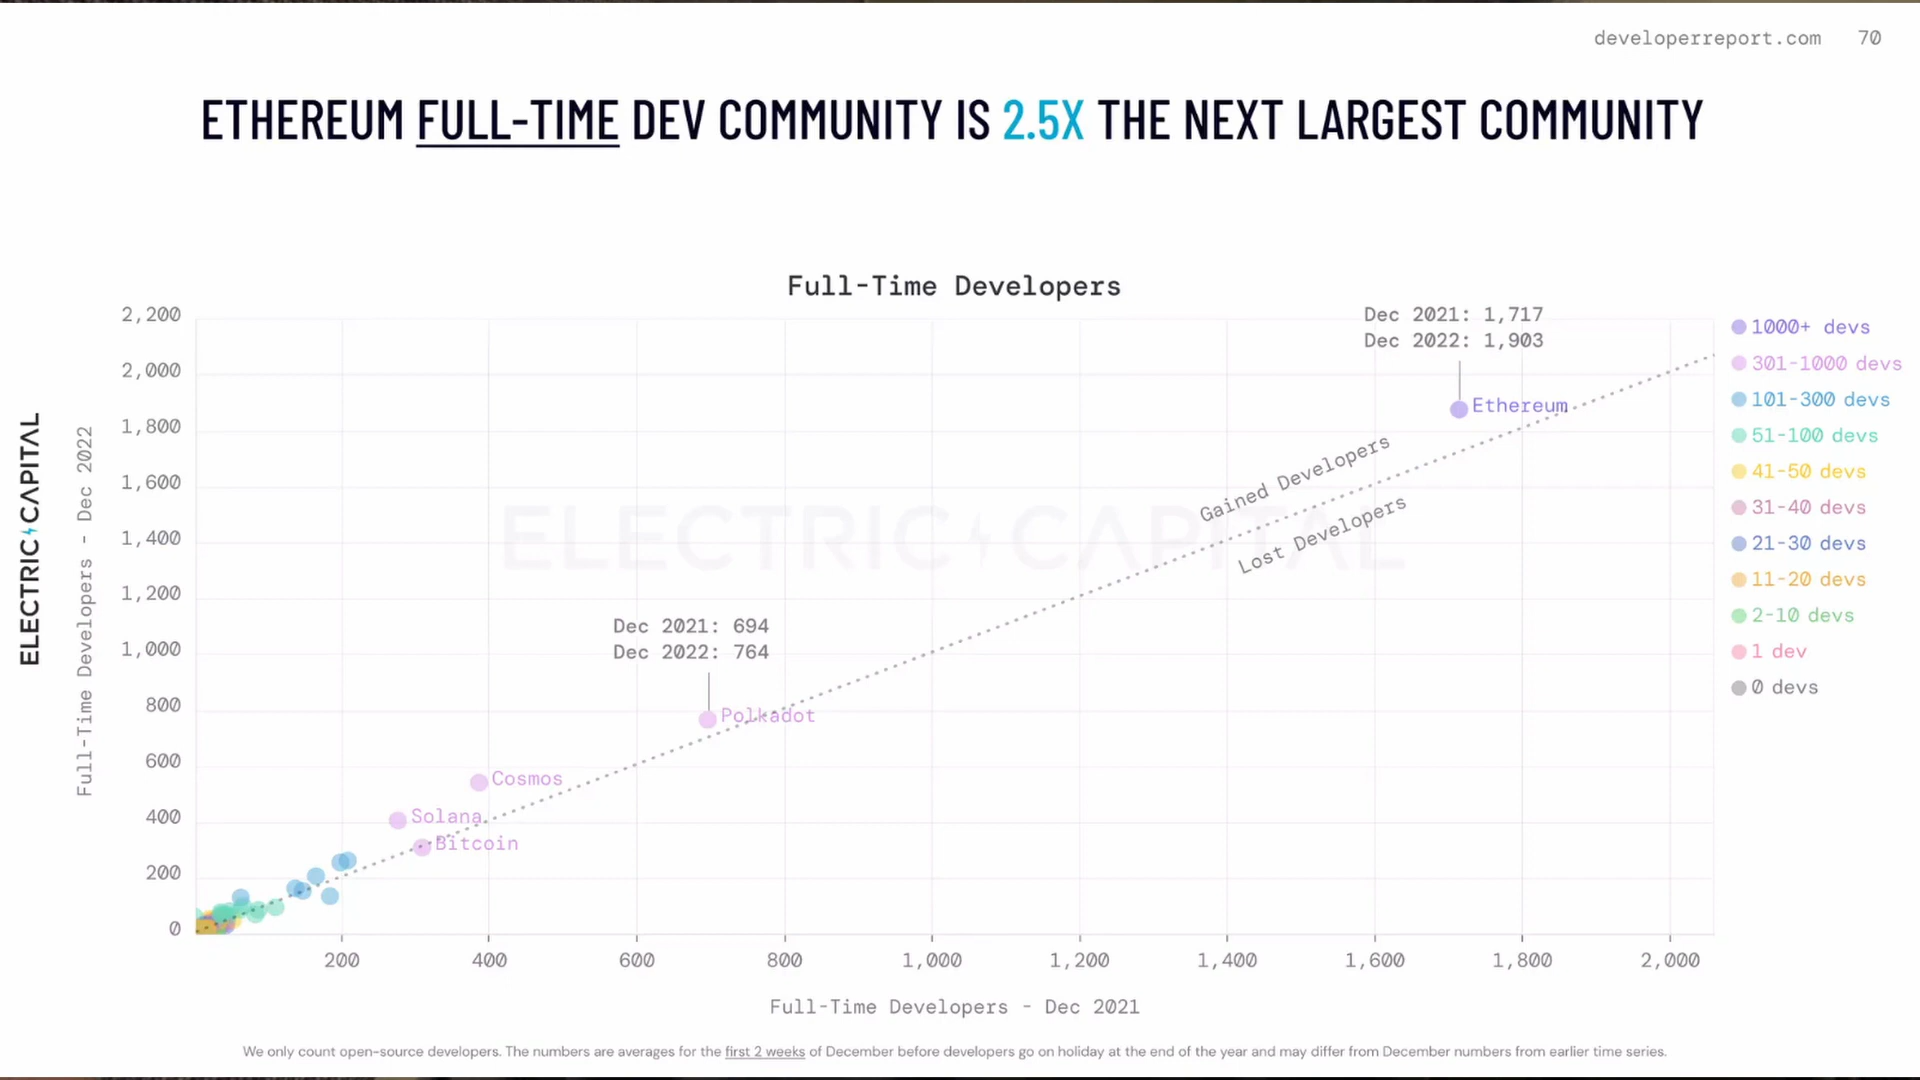 developerreport.com 70
ETHEREUM FULL-TIME DEV COMMUNITY IS 2.5X THE NEXT LARGEST COMMUNITY
Full-Time Developers
ELECTRIC CAPITAL
Full-Time Developers - Dec 2022
2,200
2,000
1,800
1,600
1,400
1,200
1,000
800
600
400
200
0
Dec 2021: 1,717
Dec 2022: 1,903
Ethereum
Gained Developers
Lost Developers
ELECTRIC CAPITAL
Dec 2021: 694
Dec 2022: 764
Polkadot
Cosmos
Solana
Bitcoin
1000+ devs
301-1000 devs
101-300 devs
51-100 devs
41-50 devs
31-40 devs
21-30 devs
11-20 devs
2-10 devs
1 dev
0 devs
200 400 600 800 1,000 1,200 1,400 1,600 1,800 2,000
Full-Time Developers - Dec 2021
We only count open-source developers. The numbers are averages for the first 2 weeks of December before developers go on holiday at the end of the year and may differ from December numbers from earlier time series.